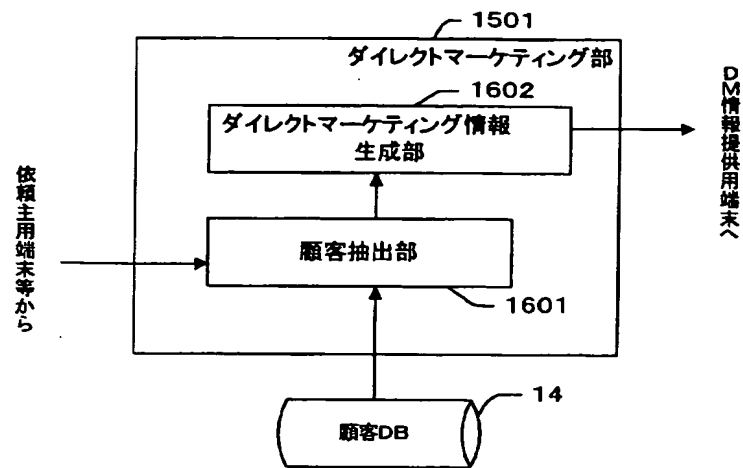 1501
ダイレクトマーケティング部
1602
ダイレクトマーケティング情報
生成部
DM情報提供用端末へ
依頼主用端末等から
顧客抽出部
1601
14
顧客DB